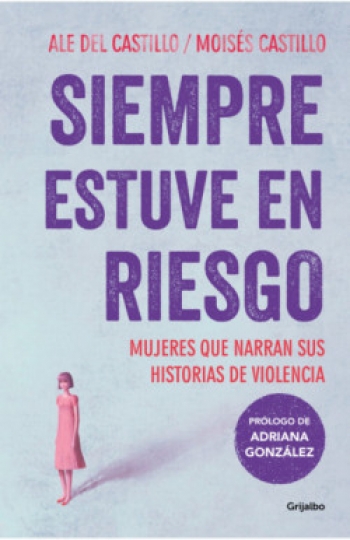 ALE DEL CASTILLO / MOISÉS CASTILLO
SIEMPRE
ESTUVE EN
RIESGO
MUJERES QUE NARRAN SUS
HISTORIAS DE VIOLENCIA
PRÓLOGO DE
ADRIANA
GONZÁLEZ
Grijalbo